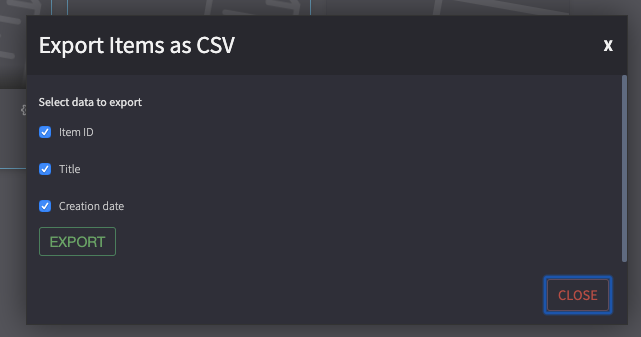 Export Items as CSV
X
Select data to export
Item ID
Title
Creation date
EXPORT
CLOSE